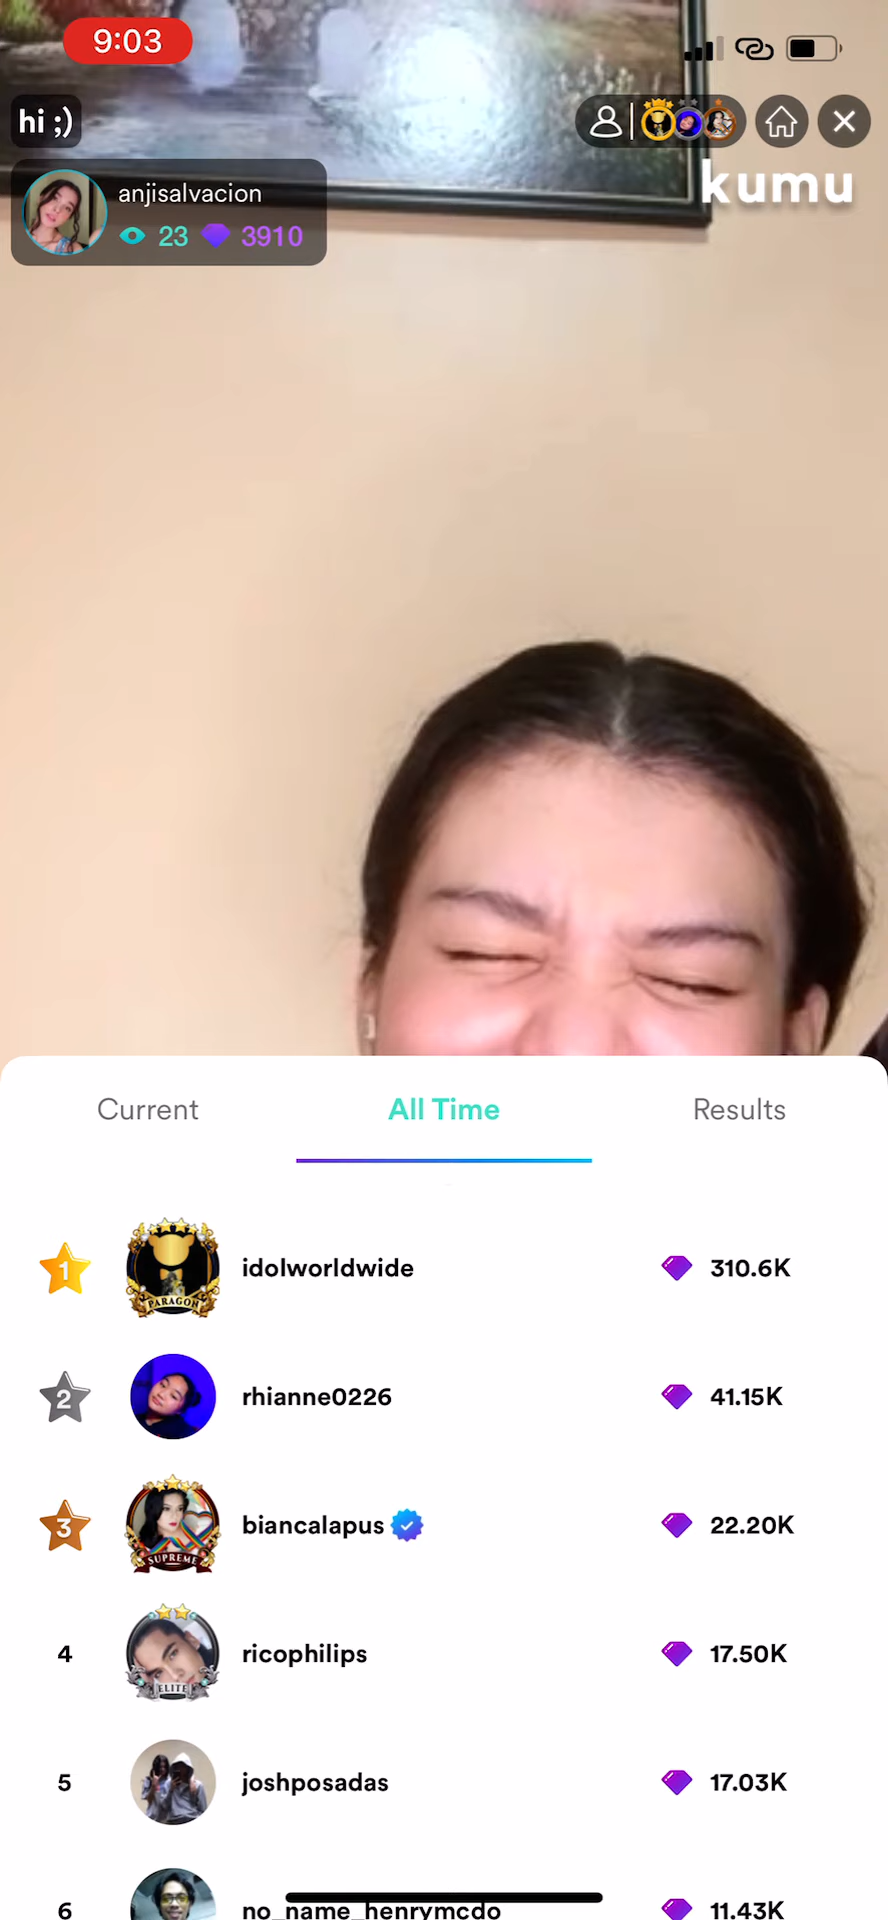 9:03
hi ;)
kumu
anjisalvacion
23 3910
Current All Time Results
1 PARAGON idolworldwide 310.6K
2 rhianne0226 41.15K
3 SUPREME biancalapus 22.20K
4 ELITE ricophilips 17.50K
5 joshposadas 17.03K
6 no_name_henrymcdo 11.43K